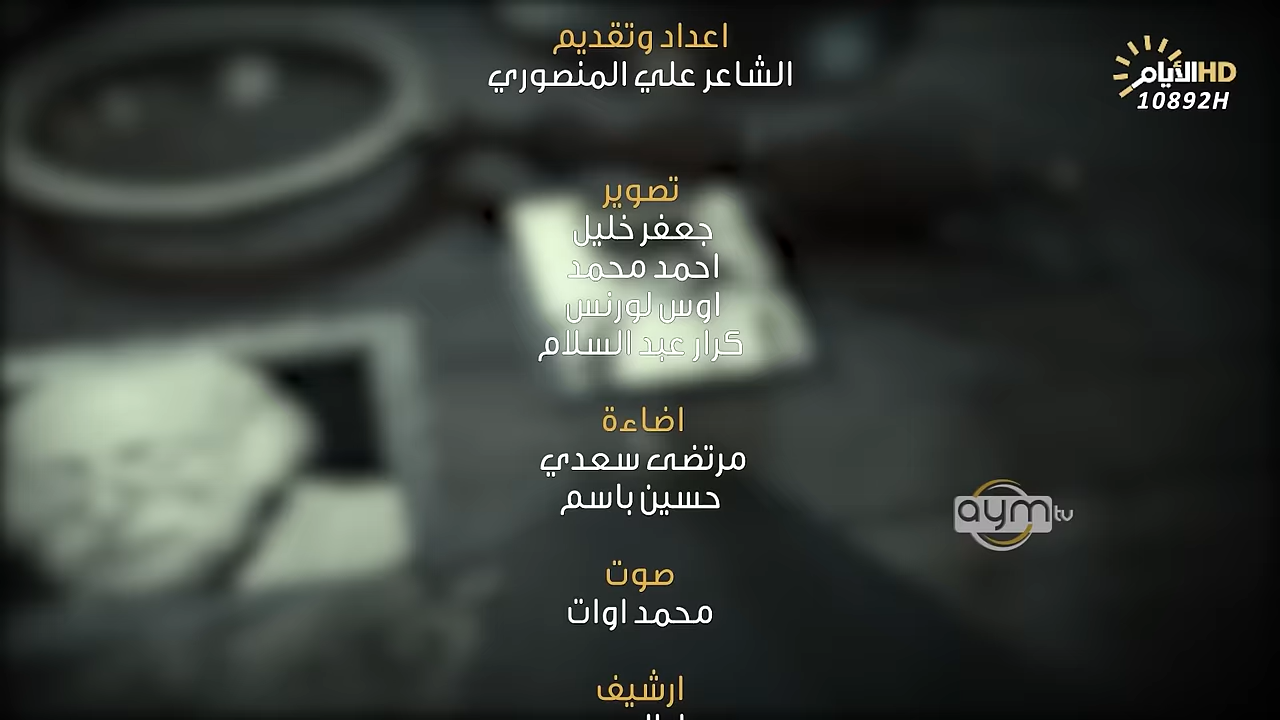 اعداد وتقديم
الشاعر علي المنصوري
الأيام HD
10892H
تصوير
جعفر خليل
احمد محمد
اوس لورنس
كرار عبد السلام
اضاءة
مرتضى سعدي
حسين باسم
aym tv
صوت
محمد اوات
ارشيف